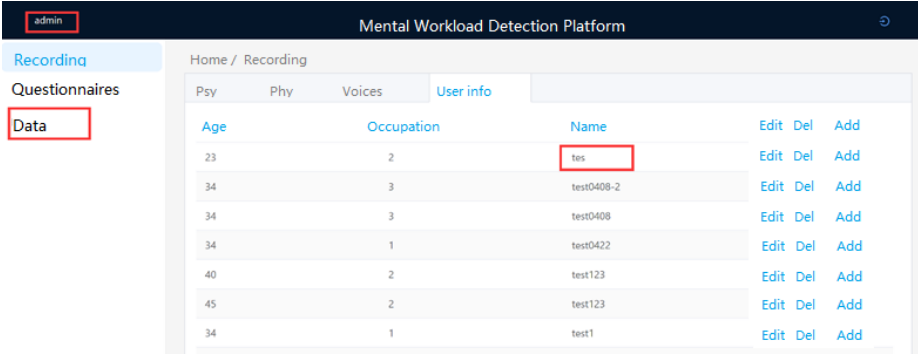 admin Mental Workload Detection Platform
Recording Home / Recording
Questionnaires Psy Phy Voices User info
Data Age Occupation Name Edit Del Add
23 2 tes Edit Del Add
34 3 test0408-2 Edit Del Add
34 3 test0408 Edit Del Add
34 1 test0422 Edit Del Add
40 2 test123 Edit Del Add
45 2 test123 Edit Del Add
34 1 test1 Edit Del Add